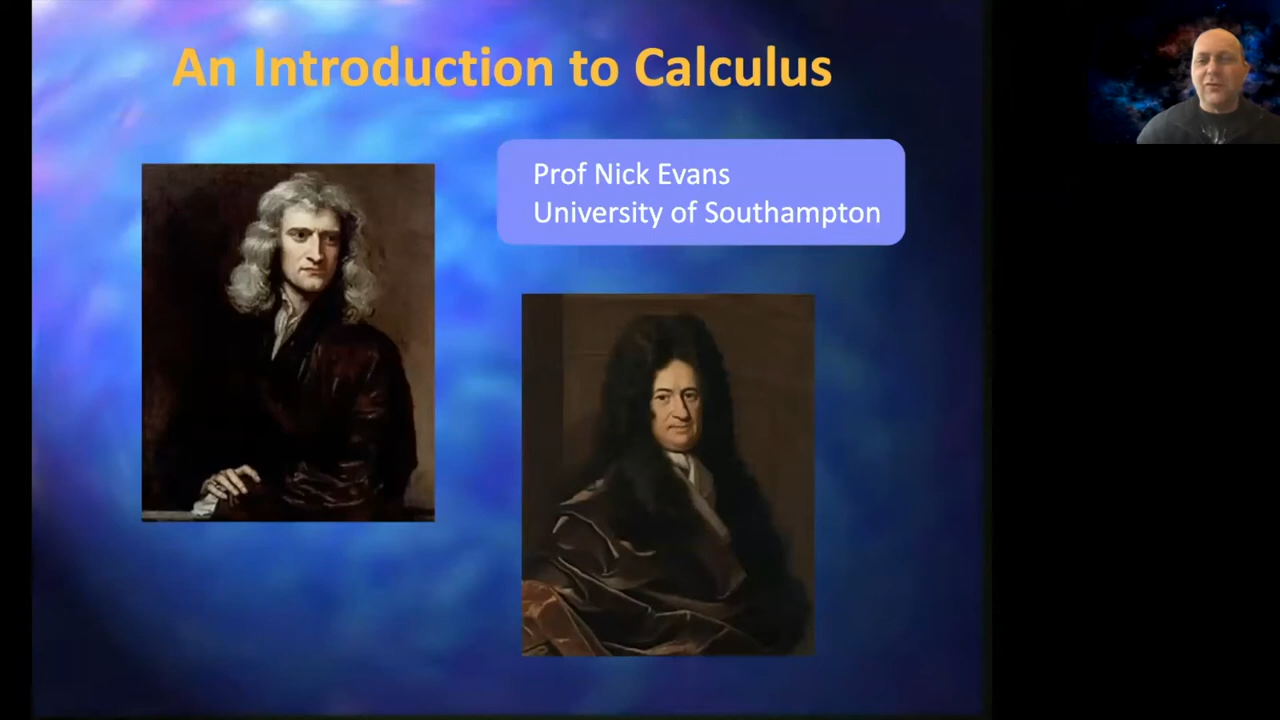 An Introduction to Calculus
Prof Nick Evans
University of Southampton